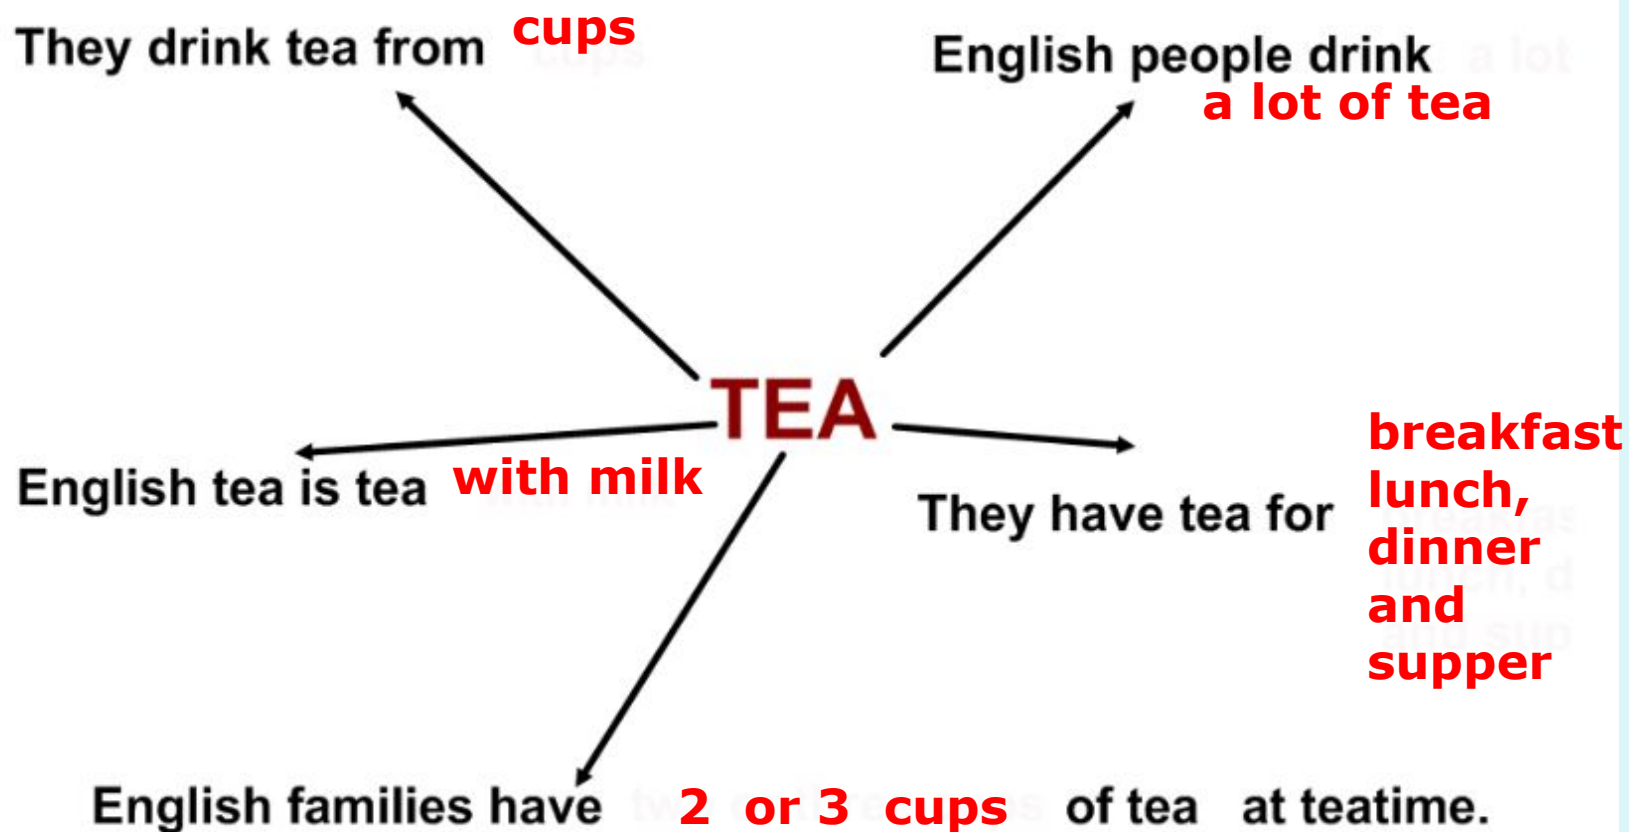 They drink tea from cups
English people drink
a lot of tea
TEA
English tea is tea with milk
They have tea for
breakfast
lunch,
dinner
and
supper
English families have 2 or 3 cups of tea at teatime.